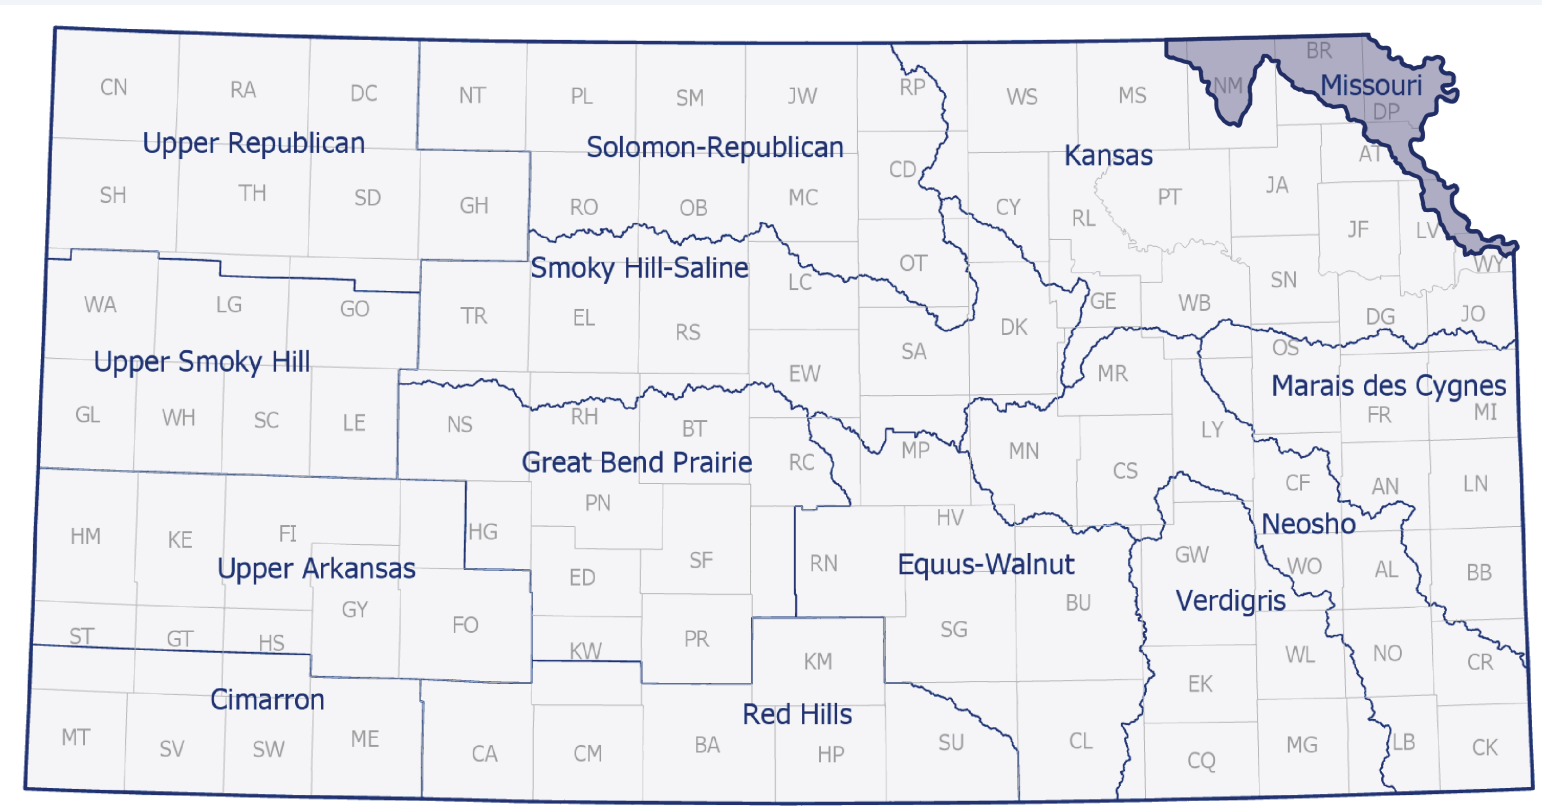 BR
CN
RA
DC
NT
PL
SM
JW
RP
WS
MS
NM
Missouri
DP
Upper Republican
Solomon-Republican
Kansas
AT
SH
TH
SD
GH
RO
OB
MC
CD
CY
RL
PT
JA
JF
LV
Smoky Hill-Saline
OT
WY
WA
LG
GO
TR
EL
RS
LC
DK
GE
WB
SN
DG
JO
Upper Smoky Hill
SA
OS
EW
MR
Marais des Cygnes
GL
WH
SC
LE
NS
RH
BT
MP
MN
LY
FR
MI
Great Bend Prairie
RC
CS
CF
AN
LN
HM
KE
FI
HG
PN
HV
Neosho
Upper Arkansas
ED
SF
RN
Equus-Walnut
GW
WO
AL
BB
GY
FO
BU
Verdigris
ST
GT
HS
KW
PR
KM
SG
WL
NO
CR
Cimarron
Red Hills
EK
MT
SV
SW
ME
CA
CM
BA
HP
SU
CL
CQ
MG
LB
CK